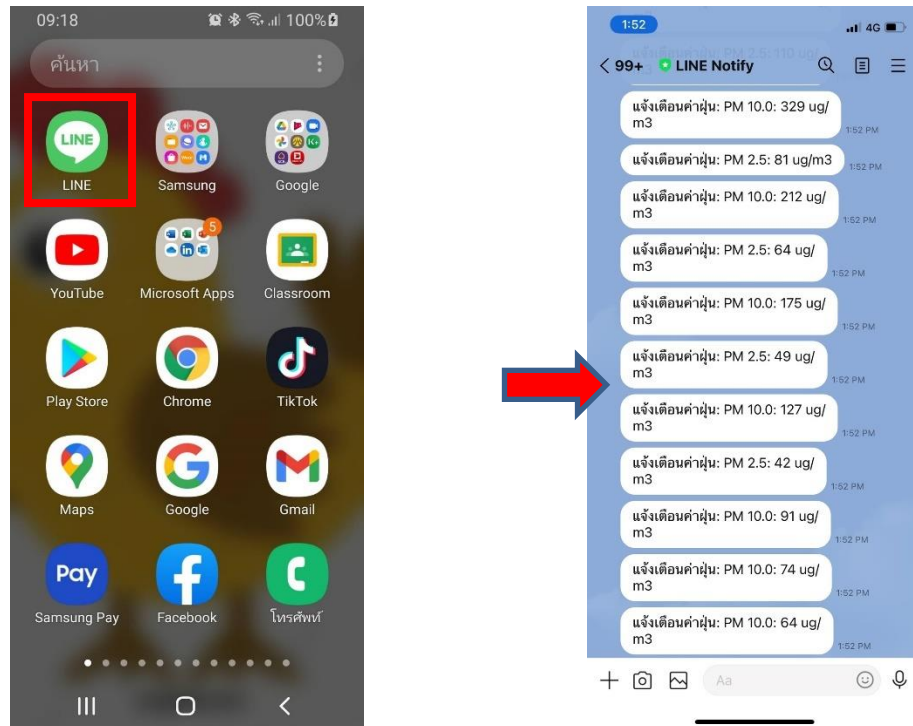 09:18
100%
ค้นหา
LINE
LINE
Samsung
Google
5
YouTube
Microsoft Apps
Classroom
Play Store
Chrome
TikTok
Maps
Google
Gmail
Pay
Samsung Pay
Facebook
โทรศัพท์
1:52
4G
99+
LINE Notify
แจ้งเตือนค่าฝุ่น: PM 10.0: 329 ug/
m3
1:52 PM
แจ้งเตือนค่าฝุ่น: PM 2.5: 81 ug/m3
1:52 PM
แจ้งเตือนค่าฝุ่น: PM 10.0: 212 ug/
m3
1:52 PM
แจ้งเตือนค่าฝุ่น: PM 2.5: 64 ug/
m3
1:52 PM
แจ้งเตือนค่าฝุ่น: PM 10.0: 175 ug/
m3
1:52 PM
แจ้งเตือนค่าฝุ่น: PM 2.5: 49 ug/
m3
1:52 PM
แจ้งเตือนค่าฝุ่น: PM 10.0: 127 ug/
m3
1:52 PM
แจ้งเตือนค่าฝุ่น: PM 2.5: 42 ug/
m3
1:52 PM
แจ้งเตือนค่าฝุ่น: PM 10.0: 91 ug/
m3
1:52 PM
แจ้งเตือนค่าฝุ่น: PM 10.0: 74 ug/
m3
1:52 PM
แจ้งเตือนค่าฝุ่น: PM 10.0: 64 ug/
m3
1:52 PM
Aa